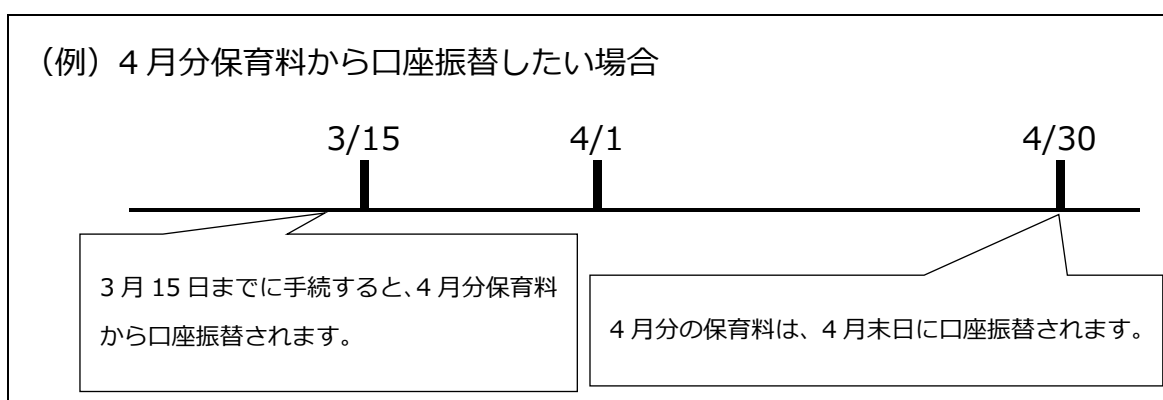 （例）４月分保育料から口座振替したい場合
3/15 4/1 4/30
３月 15 日までに手続すると、４月分保育料
から口座振替されます。
４月分の保育料は、４月末日に口座振替されます。